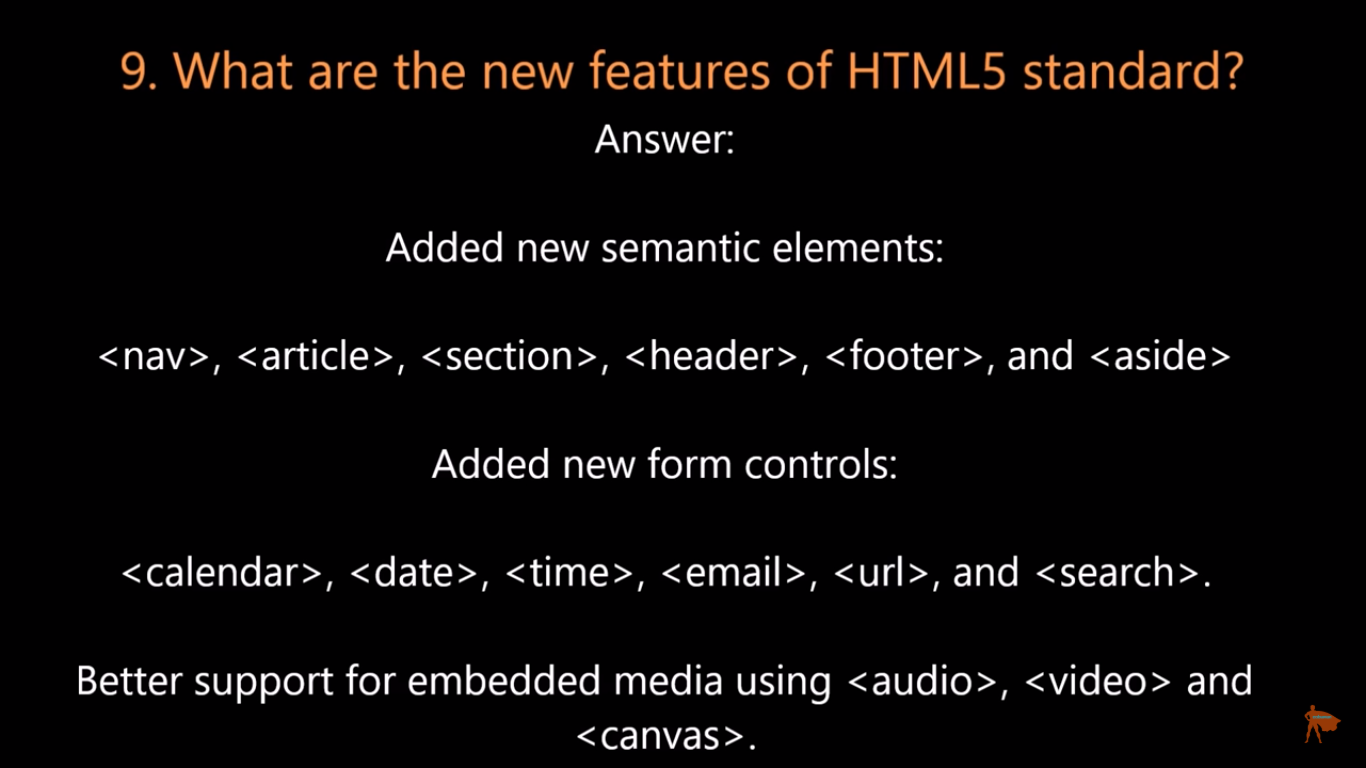 9. What are the new features of HTML5 standard?
Answer:
Added new semantic elements:
<nav>, <article>, <section>, <header>, <footer>, and <aside>
Added new form controls:
<calendar>, <date>, <time>, <email>, <url>, and <search>.
Better support for embedded media using <audio>, <video> and
<canvas>.